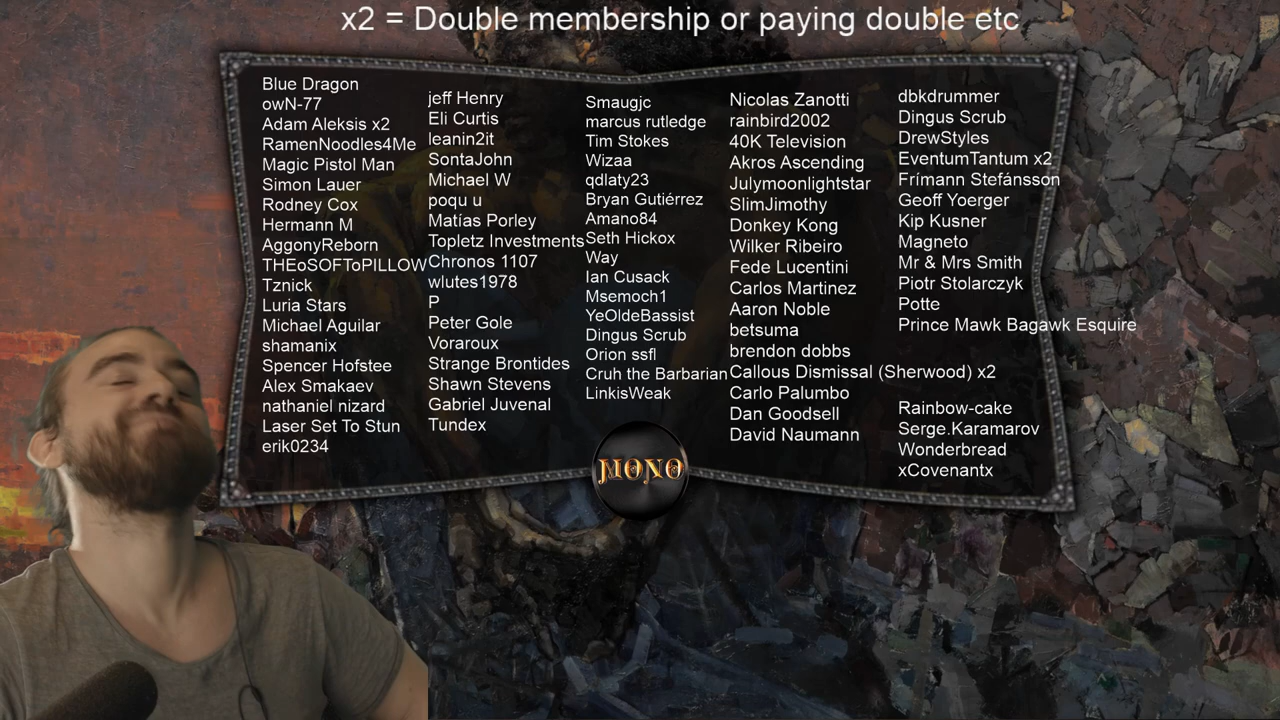 x2 = Double membership or paying double etc
Blue Dragon
owN-77
Adam Aleksis x2
RamenNoodles4Me
Magic Pistol Man
Simon Lauer
Rodney Cox
Hermann M
AggonyReborn
THEoSOFToPILLOW
Tznick
Luria Stars
Michael Aguilar
shamanix
Spencer Hofstee
Alex Smakaev
nathaniel nizard
Laser Set To Stun
erik0234
jeff Henry
Eli Curtis
leanin2it
SontaJohn
Michael W
poqu u
Matías Porley
Topletz Investments
Chronos 1107
wlutes1978
P
Peter Gole
Voraroux
Strange Brontides
Shawn Stevens
Gabriel Juvenal
Tundex
Smaugjc
marcus rutledge
Tim Stokes
Wizaa
qdlaty23
Bryan Gutiérrez
Amano84
Seth Hickox
Way
Ian Cusack
Msemoch1
YeOldeBassist
Dingus Scrub
Orion ssfl
Cruh the Barbarian
LinkisWeak
Nicolas Zanotti
rainbird2002
40K Television
Akros Ascending
Julymoonlightstar
SlimJimothy
Donkey Kong
Wilker Ribeiro
Fede Lucentini
Carlos Martinez
Aaron Noble
betsuma
brendon dobbs
Callous Dismissal (Sherwood) x2
Carlo Palumbo
Dan Goodsell
David Naumann
dbkdrummer
Dingus Scrub
DrewStyles
EventumTantum x2
Frímann Stefánsson
Geoff Yoerger
Kip Kusner
Magneto
Mr & Mrs Smith
Piotr Stolarczyk
Potte
Prince Mawk Bagawk Esquire
Rainbow-cake
Serge.Karamarov
Wonderbread
xCovenantx
MONO